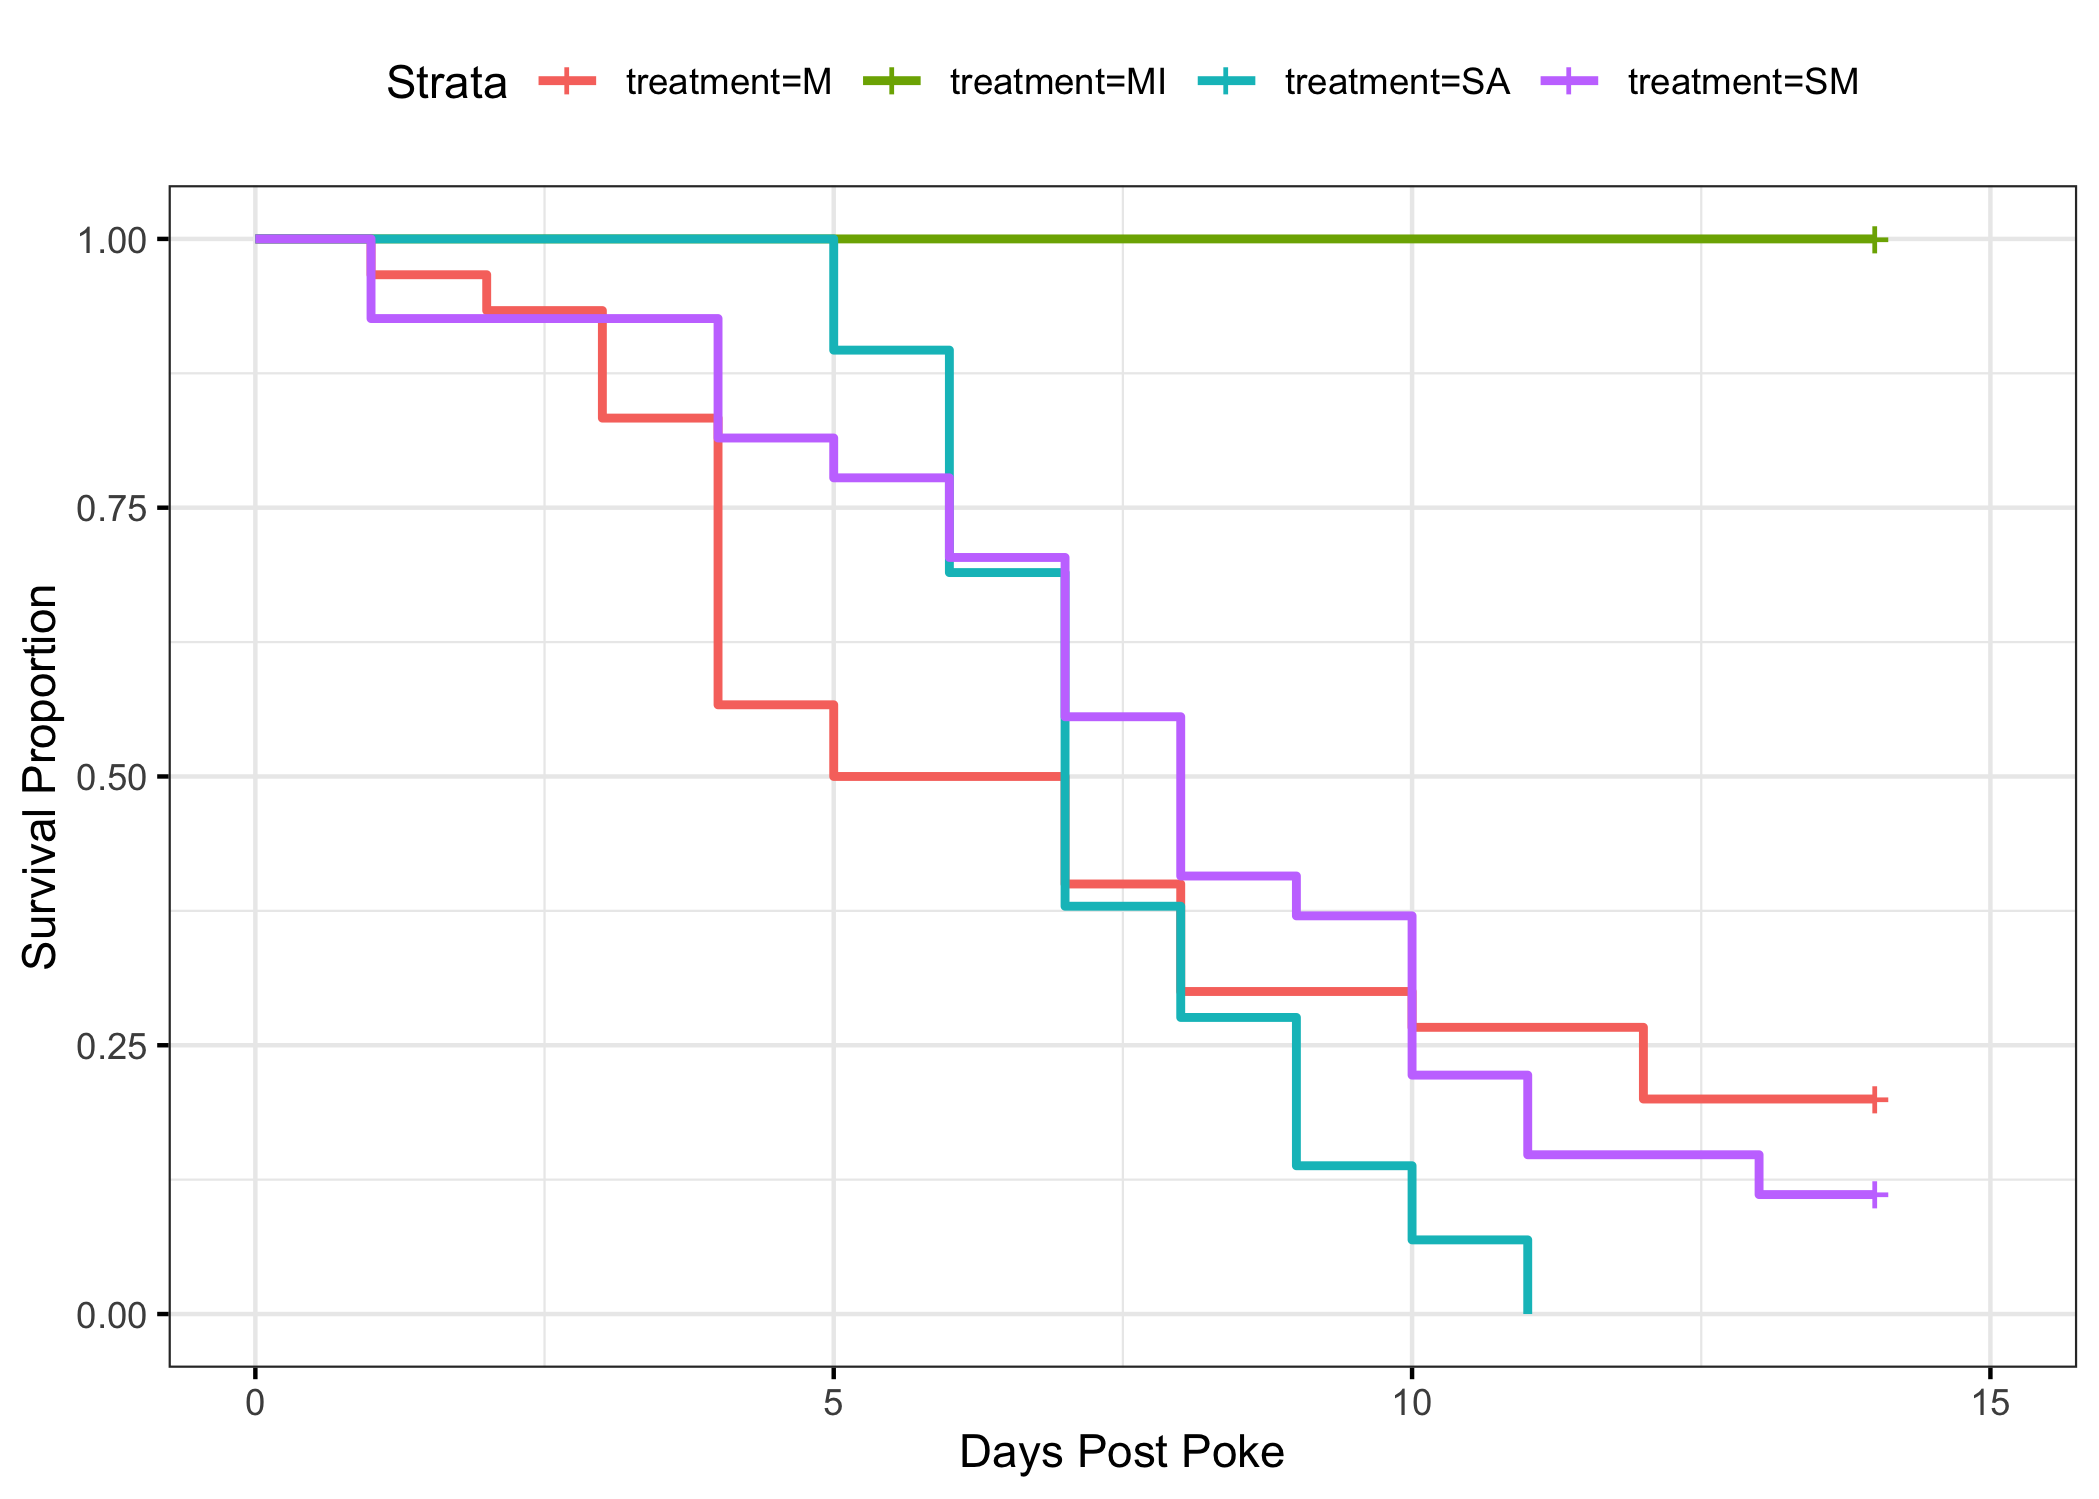 Strata treatment=M treatment=MI treatment=SA treatment=SM
1.00
0.75
0.50
0.25
0.00
Survival Proportion
0 5 10 15
Days Post Poke